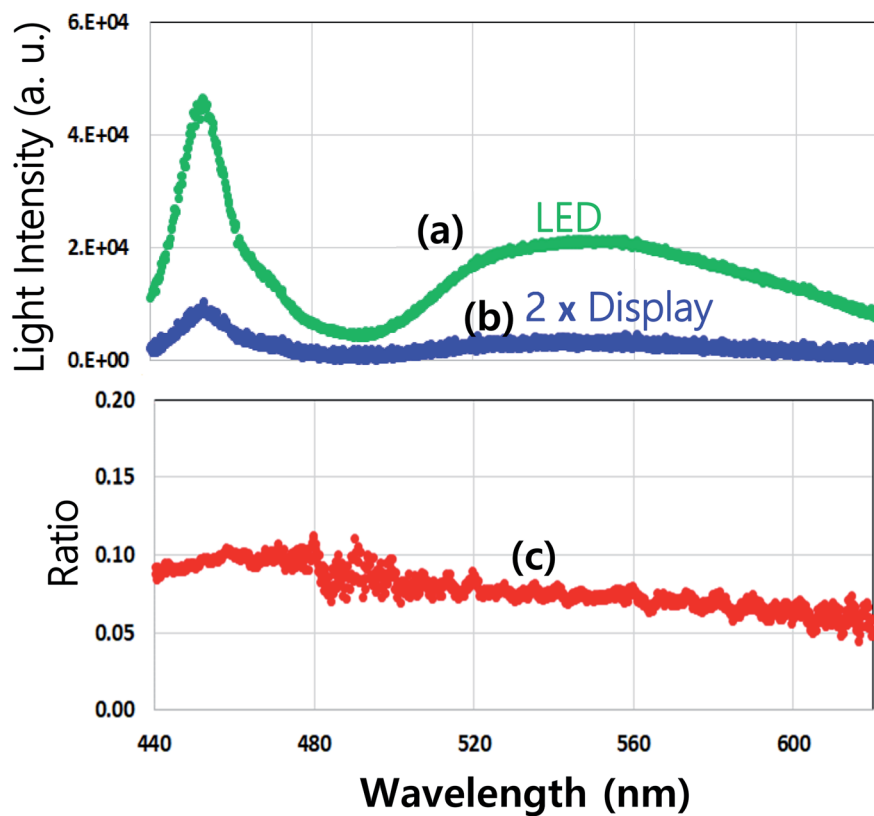 Light Intensity (a. u.)
6.E+04
4.E+04
2.E+04
0.E+00
(a)
LED
(b) 2 x Display
Ratio
0.20
0.15
0.10
0.05
0.00
(c)
440 480 520 560 600
Wavelength (nm)